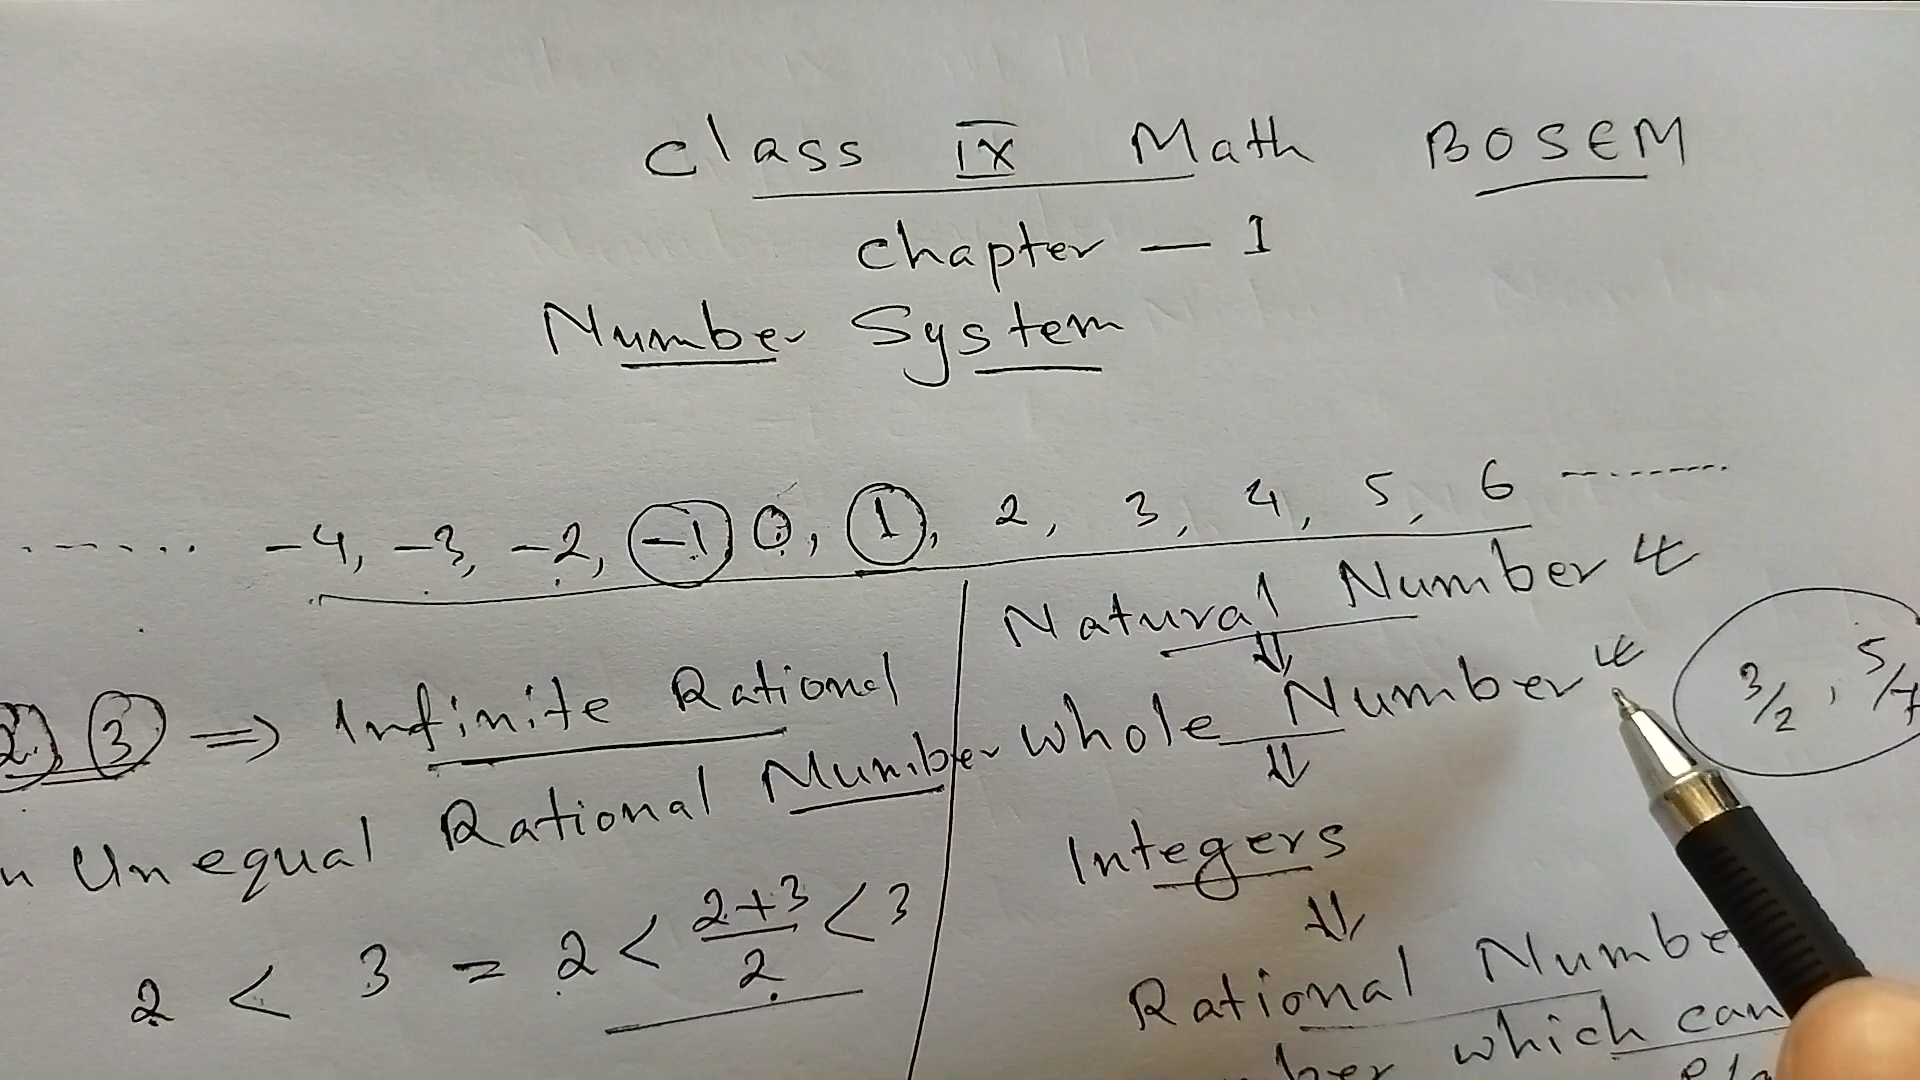 Class IX Math BOSEM
Chapter — 1
Number System
....... -4, -3, -2, -1 0, 1, 2, 3, 4, 5, 6 ---------
2, 3 ⇒ Infinite Rational
Number
Unequal Rational
2 < 3 = 2 < (2+3)/2 < 3
Natural Number
⇓
Whole Number
⇓
Integers
⇓
Rational Number
which can
3/2, 5/7